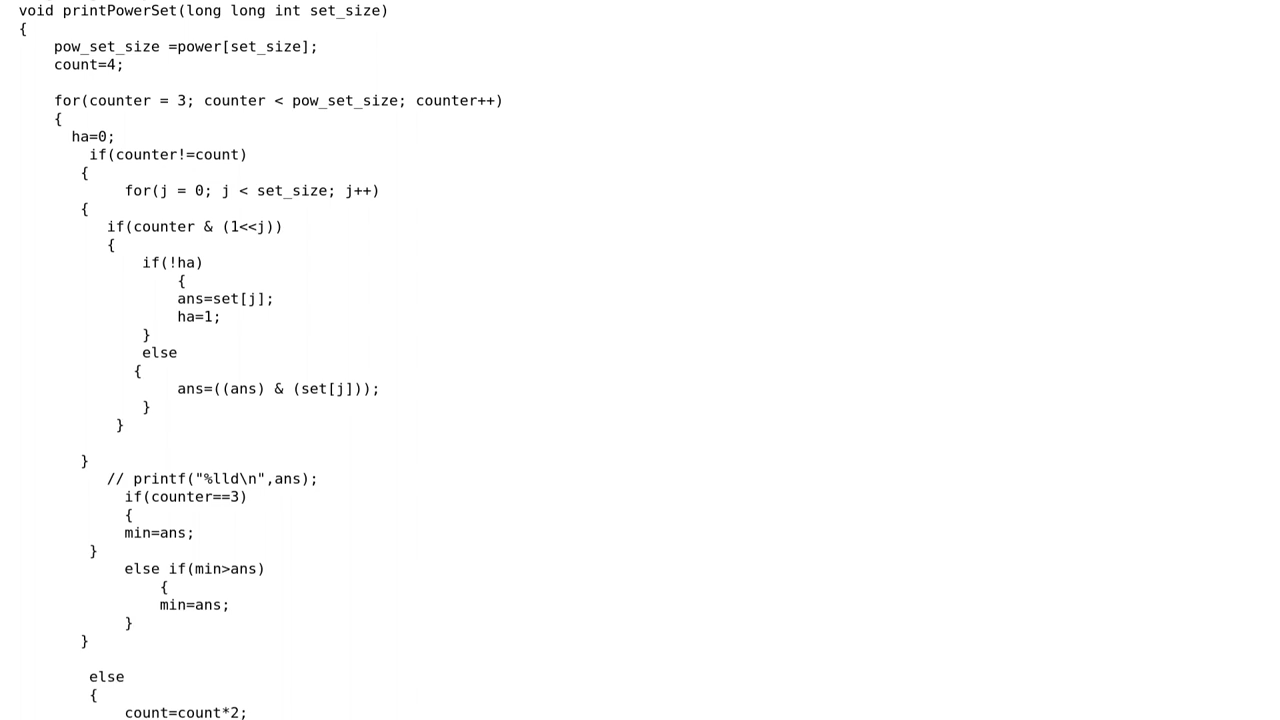 void printPowerSet(long long int set_size)
{
    pow_set_size =power[set_size];
    count=4;

    for(counter = 3; counter < pow_set_size; counter++)
    {
      ha=0;
        if(counter!=count)
       {
            for(j = 0; j < set_size; j++)
       {
          if(counter & (1<<j))
          {
              if(!ha)
                  {
                  ans=set[j];
                  ha=1;
              }
              else
             {
                  ans=((ans) & (set[j]));
              }
           }

       }
          // printf("%lld\n",ans);
            if(counter==3)
            {
            min=ans;
        }
            else if(min>ans)
                {
                min=ans;
            }
       }

        else
        {
            count=count*2;